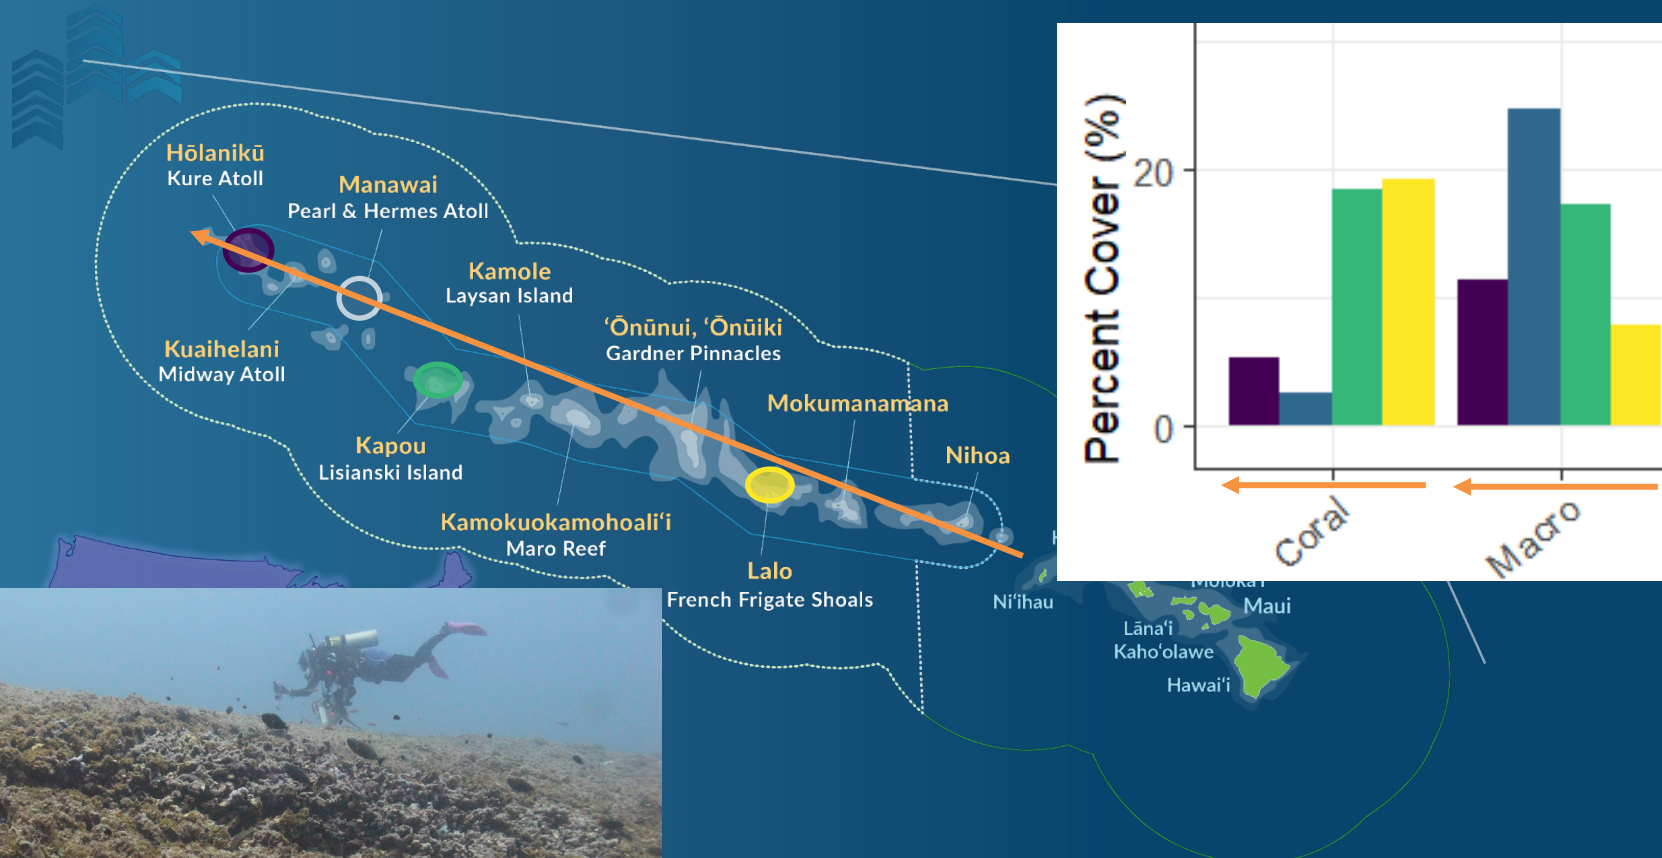 Hōlanikū
Kure Atoll
Manawai
Pearl & Hermes Atoll
Kamole
Laysan Island
ʻŌnūnui, ʻŌnūiki
Gardner Pinnacles
Kuaihelani
Midway Atoll
Mokumanamana
Nihoa
Kapou
Lisianski Island
Kamokuokamohoaliʻi
Maro Reef
Lalo
French Frigate Shoals
Niʻihau
Molokaʻi
Maui
Lānaʻi
Kahoʻolawe
Hawaiʻi
Percent Cover (%)
20
0
Coral
Macro